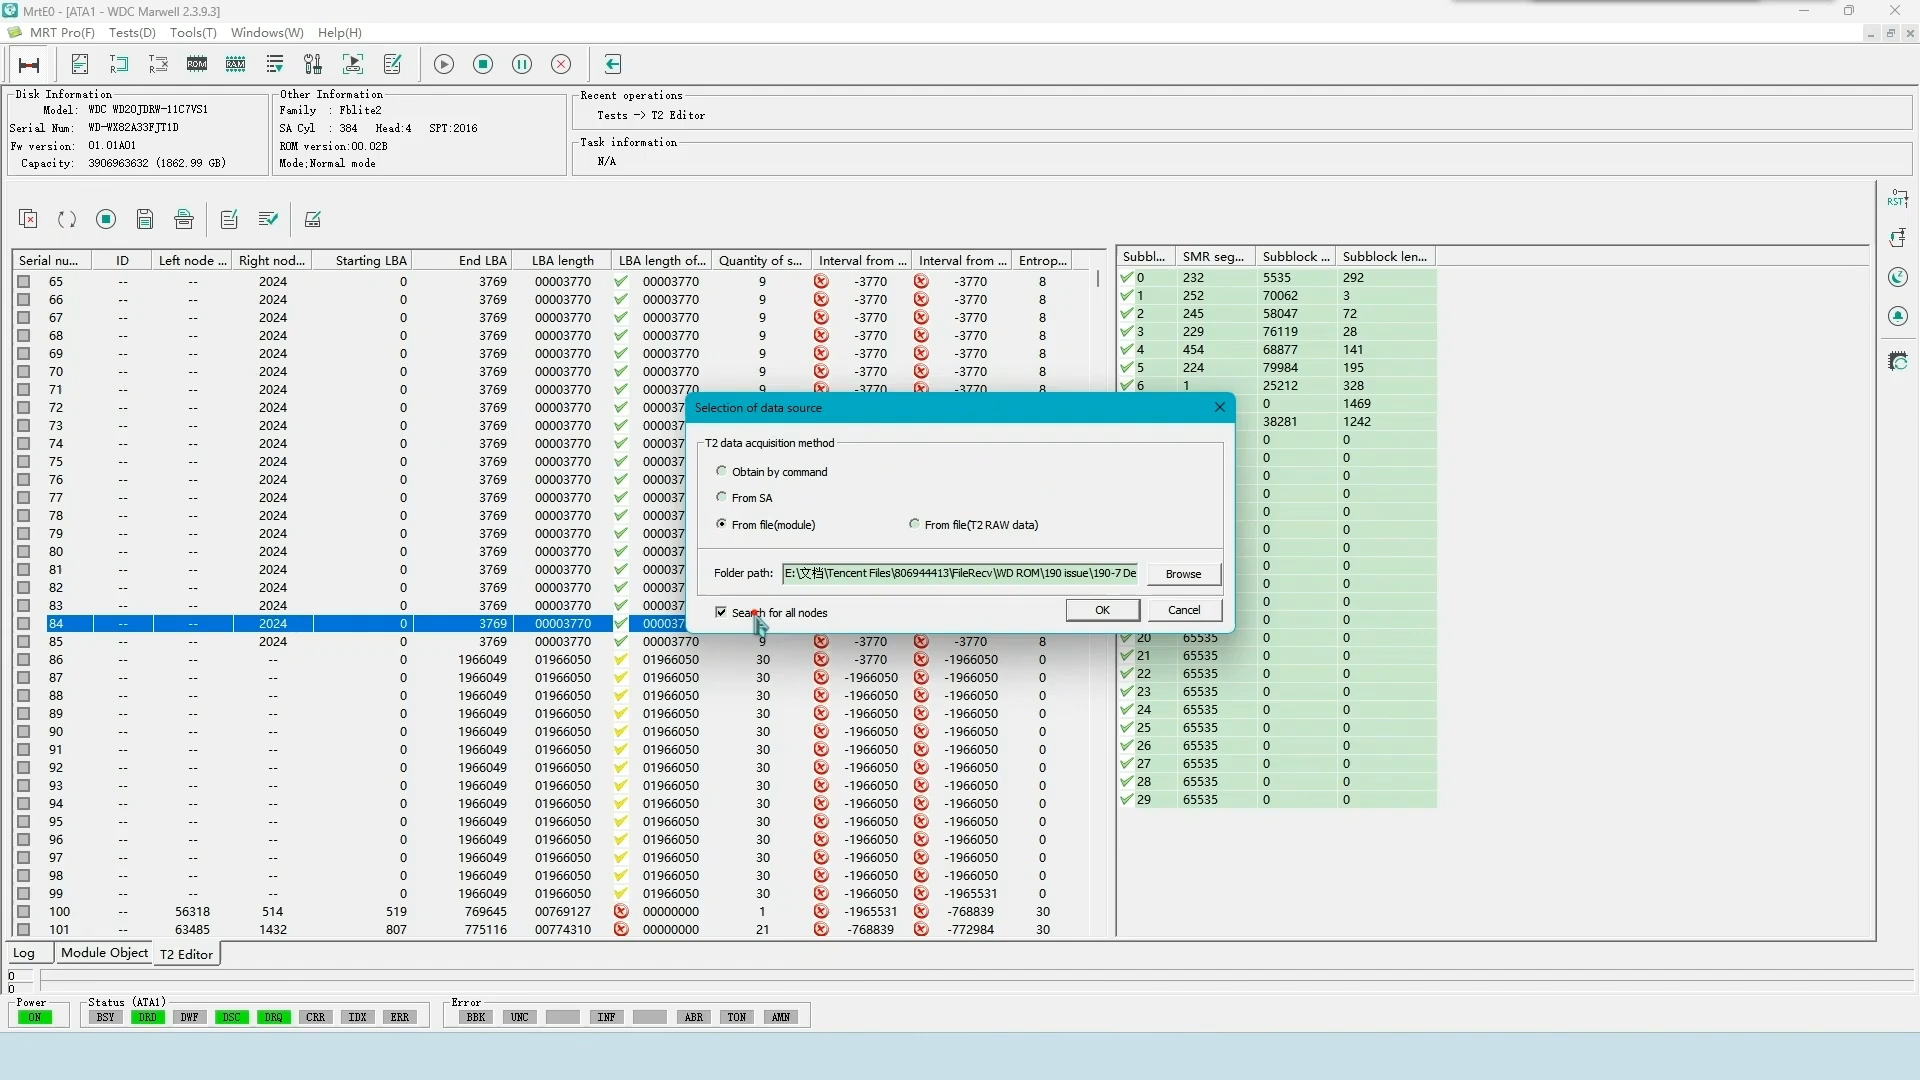 MrtE0 - [ATA1 - WDC Marwell 2.3.9.3]
MRT Pro(F) Tests(D) Tools(T) Windows(W) Help(H)
Disk Information
Model: WDC WD20JDRW-11C7VS1
Serial Num: WD-WX82A33FJT1D
Fw version: 01.01A01
Capacity: 3906963632 (1862.99 GB)
Other Information
Family : Fblite2
SA Cyl : 384 Head:4 SPT:2016
ROM version:00.02B
Mode:Normal mode
Recent operations
Tests -> T2 Editor
Task information
N/A
Serial nu... ID Left node ... Right nod... Starting LBA End LBA LBA length LBA length of... Quantity of s... Interval from ... Interval from ... Entrop...
65 -- -- 2024 0 3769 00003770 00003770 9 -3770 -3770 8
66 -- -- 2024 0 3769 00003770 00003770 9 -3770 -3770 8
67 -- -- 2024 0 3769 00003770 00003770 9 -3770 -3770 8
68 -- -- 2024 0 3769 00003770 00003770 9 -3770 -3770 8
69 -- -- 2024 0 3769 00003770 00003770 9 -3770 -3770 8
70 -- -- 2024 0 3769 00003770 00003770 9 -3770 -3770 8
71 -- -- 2024 0 3769 00003770 00003770 9 -3770 -3770 8
72 -- -- 2024 0 3769 00003770 000037
73 -- -- 2024 0 3769 00003770 000037
74 -- -- 2024 0 3769 00003770 000037
75 -- -- 2024 0 3769 00003770 000037
76 -- -- 2024 0 3769 00003770 000037
77 -- -- 2024 0 3769 00003770 000037
78 -- -- 2024 0 3769 00003770 000037
79 -- -- 2024 0 3769 00003770 000037
80 -- -- 2024 0 3769 00003770 000037
81 -- -- 2024 0 3769 00003770 000037
82 -- -- 2024 0 3769 00003770 000037
83 -- -- 2024 0 3769 00003770 000037
84 -- -- 2024 0 3769 00003770 000037
85 -- -- 2024 0 3769 00003770 00003770 9 -3770 -3770 8
86 -- -- -- 0 1966049 01966050 01966050 30 -3770 -1966050 0
87 -- -- -- 0 1966049 01966050 01966050 30 -1966050 -1966050 0
88 -- -- -- 0 1966049 01966050 01966050 30 -1966050 -1966050 0
89 -- -- -- 0 1966049 01966050 01966050 30 -1966050 -1966050 0
90 -- -- -- 0 1966049 01966050 01966050 30 -1966050 -1966050 0
91 -- -- -- 0 1966049 01966050 01966050 30 -1966050 -1966050 0
92 -- -- -- 0 1966049 01966050 01966050 30 -1966050 -1966050 0
93 -- -- -- 0 1966049 01966050 01966050 30 -1966050 -1966050 0
94 -- -- -- 0 1966049 01966050 01966050 30 -1966050 -1966050 0
95 -- -- -- 0 1966049 01966050 01966050 30 -1966050 -1966050 0
96 -- -- -- 0 1966049 01966050 01966050 30 -1966050 -1966050 0
97 -- -- -- 0 1966049 01966050 01966050 30 -1966050 -1966050 0
98 -- -- -- 0 1966049 01966050 01966050 30 -1966050 -1966050 0
99 -- -- -- 0 1966049 01966050 01966050 30 -1966050 -1965531 0
100 -- 56318 514 519 769645 00769127 00000000 1 -1965531 -768839 30
101 -- 63485 1432 807 775116 00774310 00000000 21 -768839 -772984 30
Subbl... SMR seg... Subblock ... Subblock len...
0 232 5535 292
1 252 70062 3
2 245 58047 72
3 229 76119 28
4 454 68877 141
5 224 79984 195
6 1 25212 328
0 1469
38281 1242
0 0
0 0
0 0
0 0
0 0
0 0
0 0
0 0
0 0
0 0
0 0
20 65535 0 0
21 65535 0 0
22 65535 0 0
23 65535 0 0
24 65535 0 0
25 65535 0 0
26 65535 0 0
27 65535 0 0
28 65535 0 0
29 65535 0 0
Selection of data source
T2 data acquisition method
Obtain by command
From SA
From file(module) From file(T2 RAW data)
Folder path: E:\文档\Tencent Files\806944413\FileRecv\WD ROM\190 issue\190-7 De Browse
Search for all nodes OK Cancel
RST
Log Module Object T2 Editor
0
0
Power Status (ATA1) Error
ON BSY DRD DWF DSC DRQ CRR IDX ERR BBK UNC INF ABR TON AMN